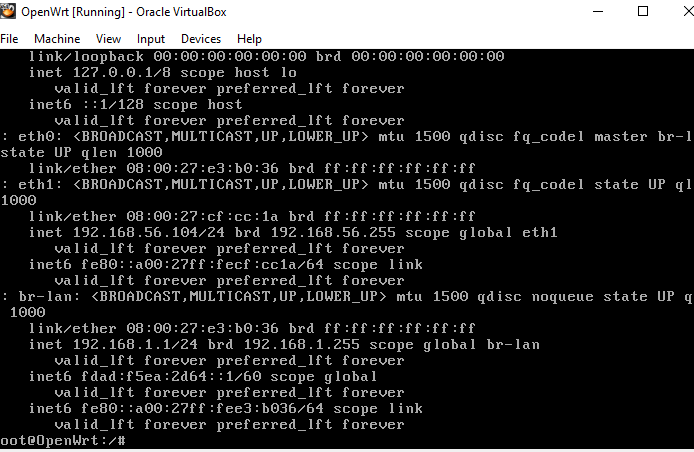 OpenWrt [Running] - Oracle VirtualBox
File Machine View Input Devices Help
link/loopback 00:00:00:00:00:00 brd 00:00:00:00:00:00
inet 127.0.0.1/8 scope host lo
valid_lft forever preferred_lft forever
inet6 ::1/128 scope host
valid_lft forever preferred_lft forever
: eth0: <BROADCAST,MULTICAST,UP,LOWER_UP> mtu 1500 qdisc fq_codel master br-l
state UP qlen 1000
link/ether 08:00:27:e3:b0:36 brd ff:ff:ff:ff:ff:ff
: eth1: <BROADCAST,MULTICAST,UP,LOWER_UP> mtu 1500 qdisc fq_codel state UP ql
1000
link/ether 08:00:27:cf:cc:1a brd ff:ff:ff:ff:ff:ff
inet 192.168.56.104/24 brd 192.168.56.255 scope global eth1
valid_lft forever preferred_lft forever
inet6 fe80::a00:27ff:fecf:cc1a/64 scope link
valid_lft forever preferred_lft forever
: br-lan: <BROADCAST,MULTICAST,UP,LOWER_UP> mtu 1500 qdisc noqueue state UP q
1000
link/ether 08:00:27:e3:b0:36 brd ff:ff:ff:ff:ff:ff
inet 192.168.1.1/24 brd 192.168.1.255 scope global br-lan
valid_lft forever preferred_lft forever
inet6 fdad:f5ea:2d64::1/60 scope global
valid_lft forever preferred_lft forever
inet6 fe80::a00:27ff:fee3:b036/64 scope link
valid_lft forever preferred_lft forever
oot@OpenWrt:/#